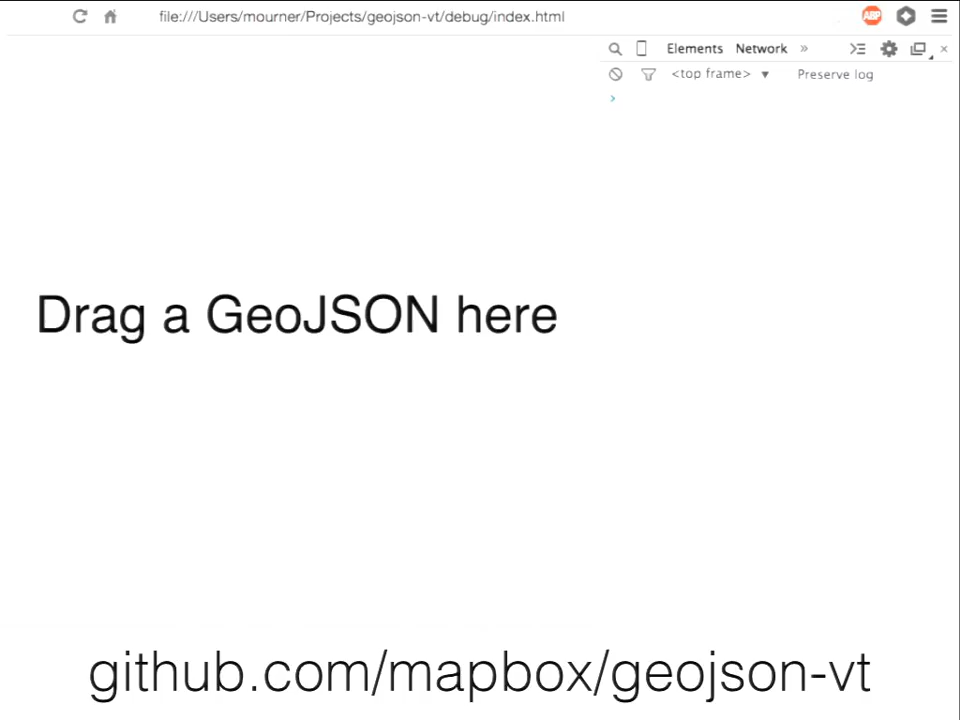 file:///Users/mourner/Projects/geojson-vt/debug/index.html
ABP
Elements Network »
<top frame> ▼ Preserve log
Drag a GeoJSON here
github.com/mapbox/geojson-vt